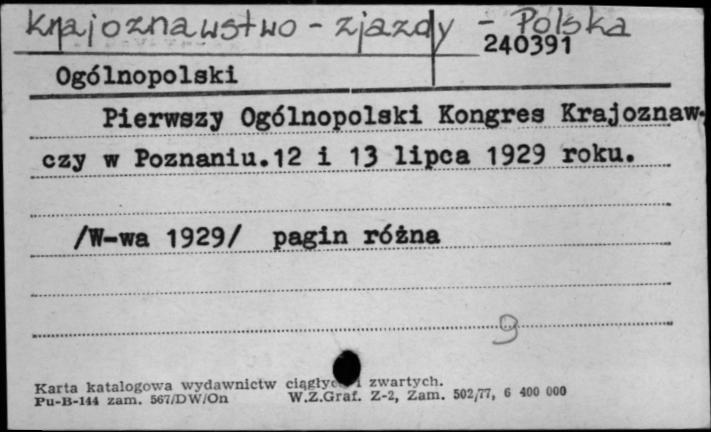 Krajoznawstwo - zjazdy - Polska
240391
Ogólnopolski
Pierwszy Ogólnopolski Kongres Krajoznaw-
czy w Poznaniu.12 i 13 lipca 1929 roku.
/W-wa 1929/ pagin różna
9
Karta katalogowa wydawnictw ciągłych i zwartych.
Pu-B-144 zam. 567/DW/On W.Z.Graf. Z-2, Zam. 502/77, 6 400 000